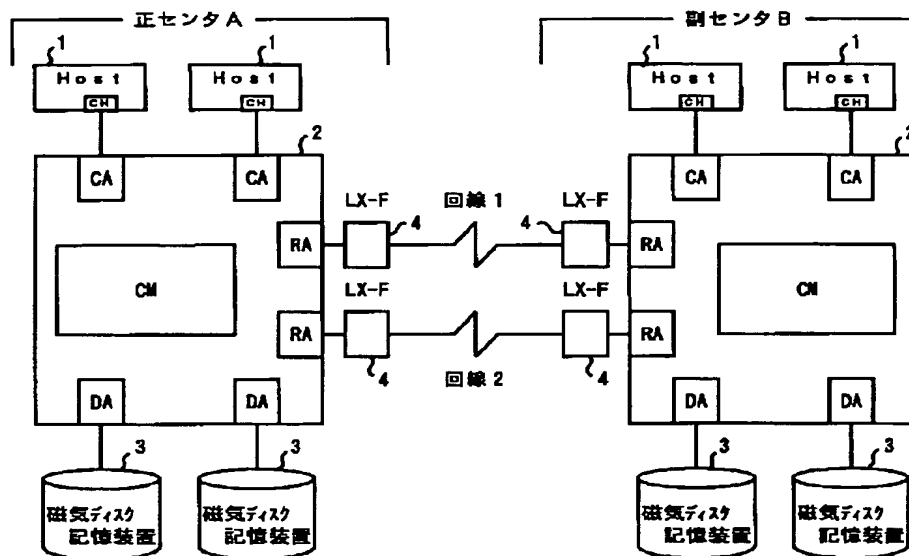 正センタA
副センタB
1
1
1
1
Host
Host
Host
Host
CH
CH
CH
CH
2
2
CA
CA
CA
CA
LX-F
回線1
LX-F
4
4
RA
RA
CM
CM
LX-F
LX-F
RA
RA
4
回線2
4
DA
DA
DA
DA
3
3
3
3
磁気ディスク
記憶装置
磁気ディスク
記憶装置
磁気ディスク
記憶装置
磁気ディスク
記憶装置